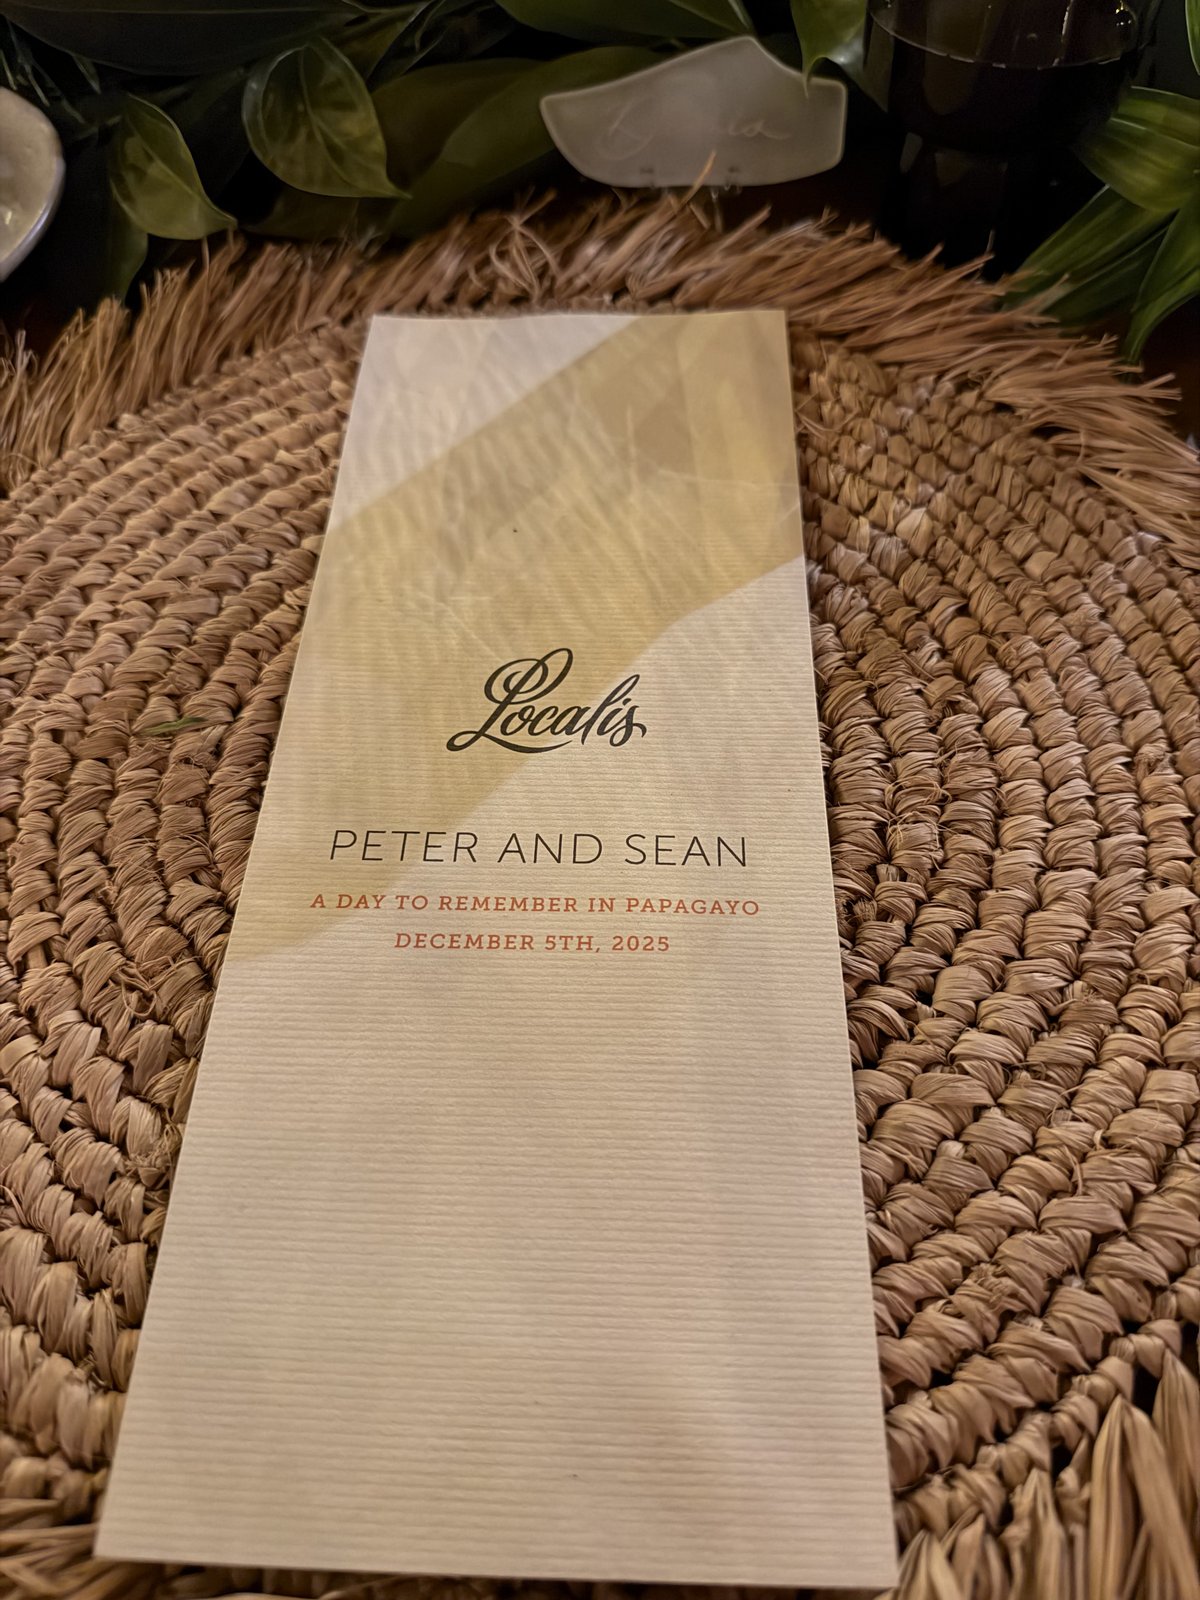 Localis
PETER AND SEAN
A DAY TO REMEMBER IN PAPAGAYO
DECEMBER 5TH, 2025